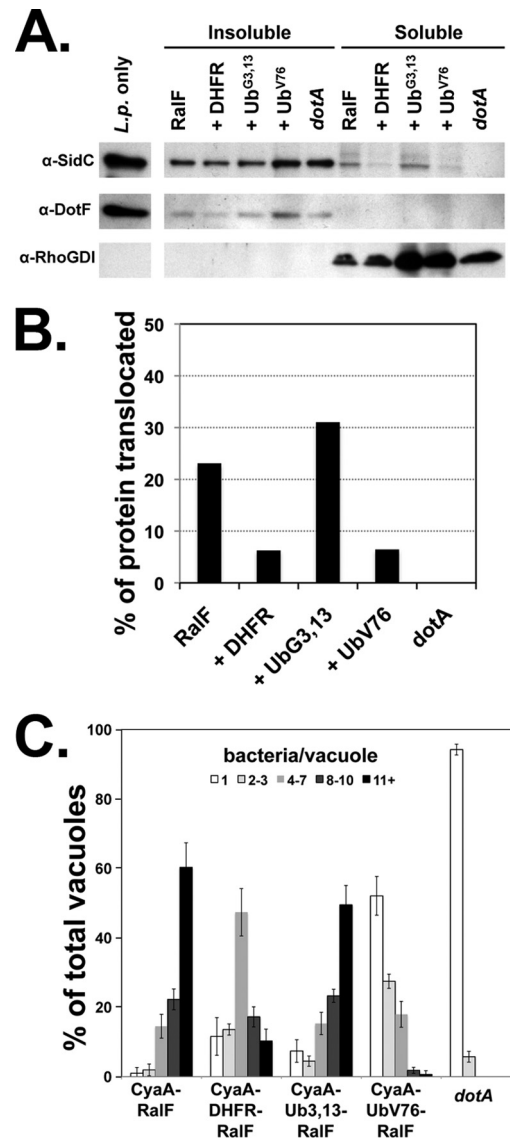 A.
Insoluble Soluble
L.p. only
RalF
+ DHFR
+ UbG3,13
+ UbV76
dotA
RalF
+ DHFR
+ UbG3,13
+ UbV76
dotA
α-SidC
α-DotF
α-RhoGDI
B.
% of protein translocated
50
40
30
20
10
0
RalF
+ DHFR
+ UbG3,13
+ UbV76
dotA
C.
% of total vacuoles
bacteria/vacuole
1 2-3 4-7 8-10 11+
100
80
60
40
20
0
CyaA-
RalF
CyaA-
DHFR-
RalF
CyaA-
Ub3,13-
RalF
CyaA-
UbV76-
RalF
dotA